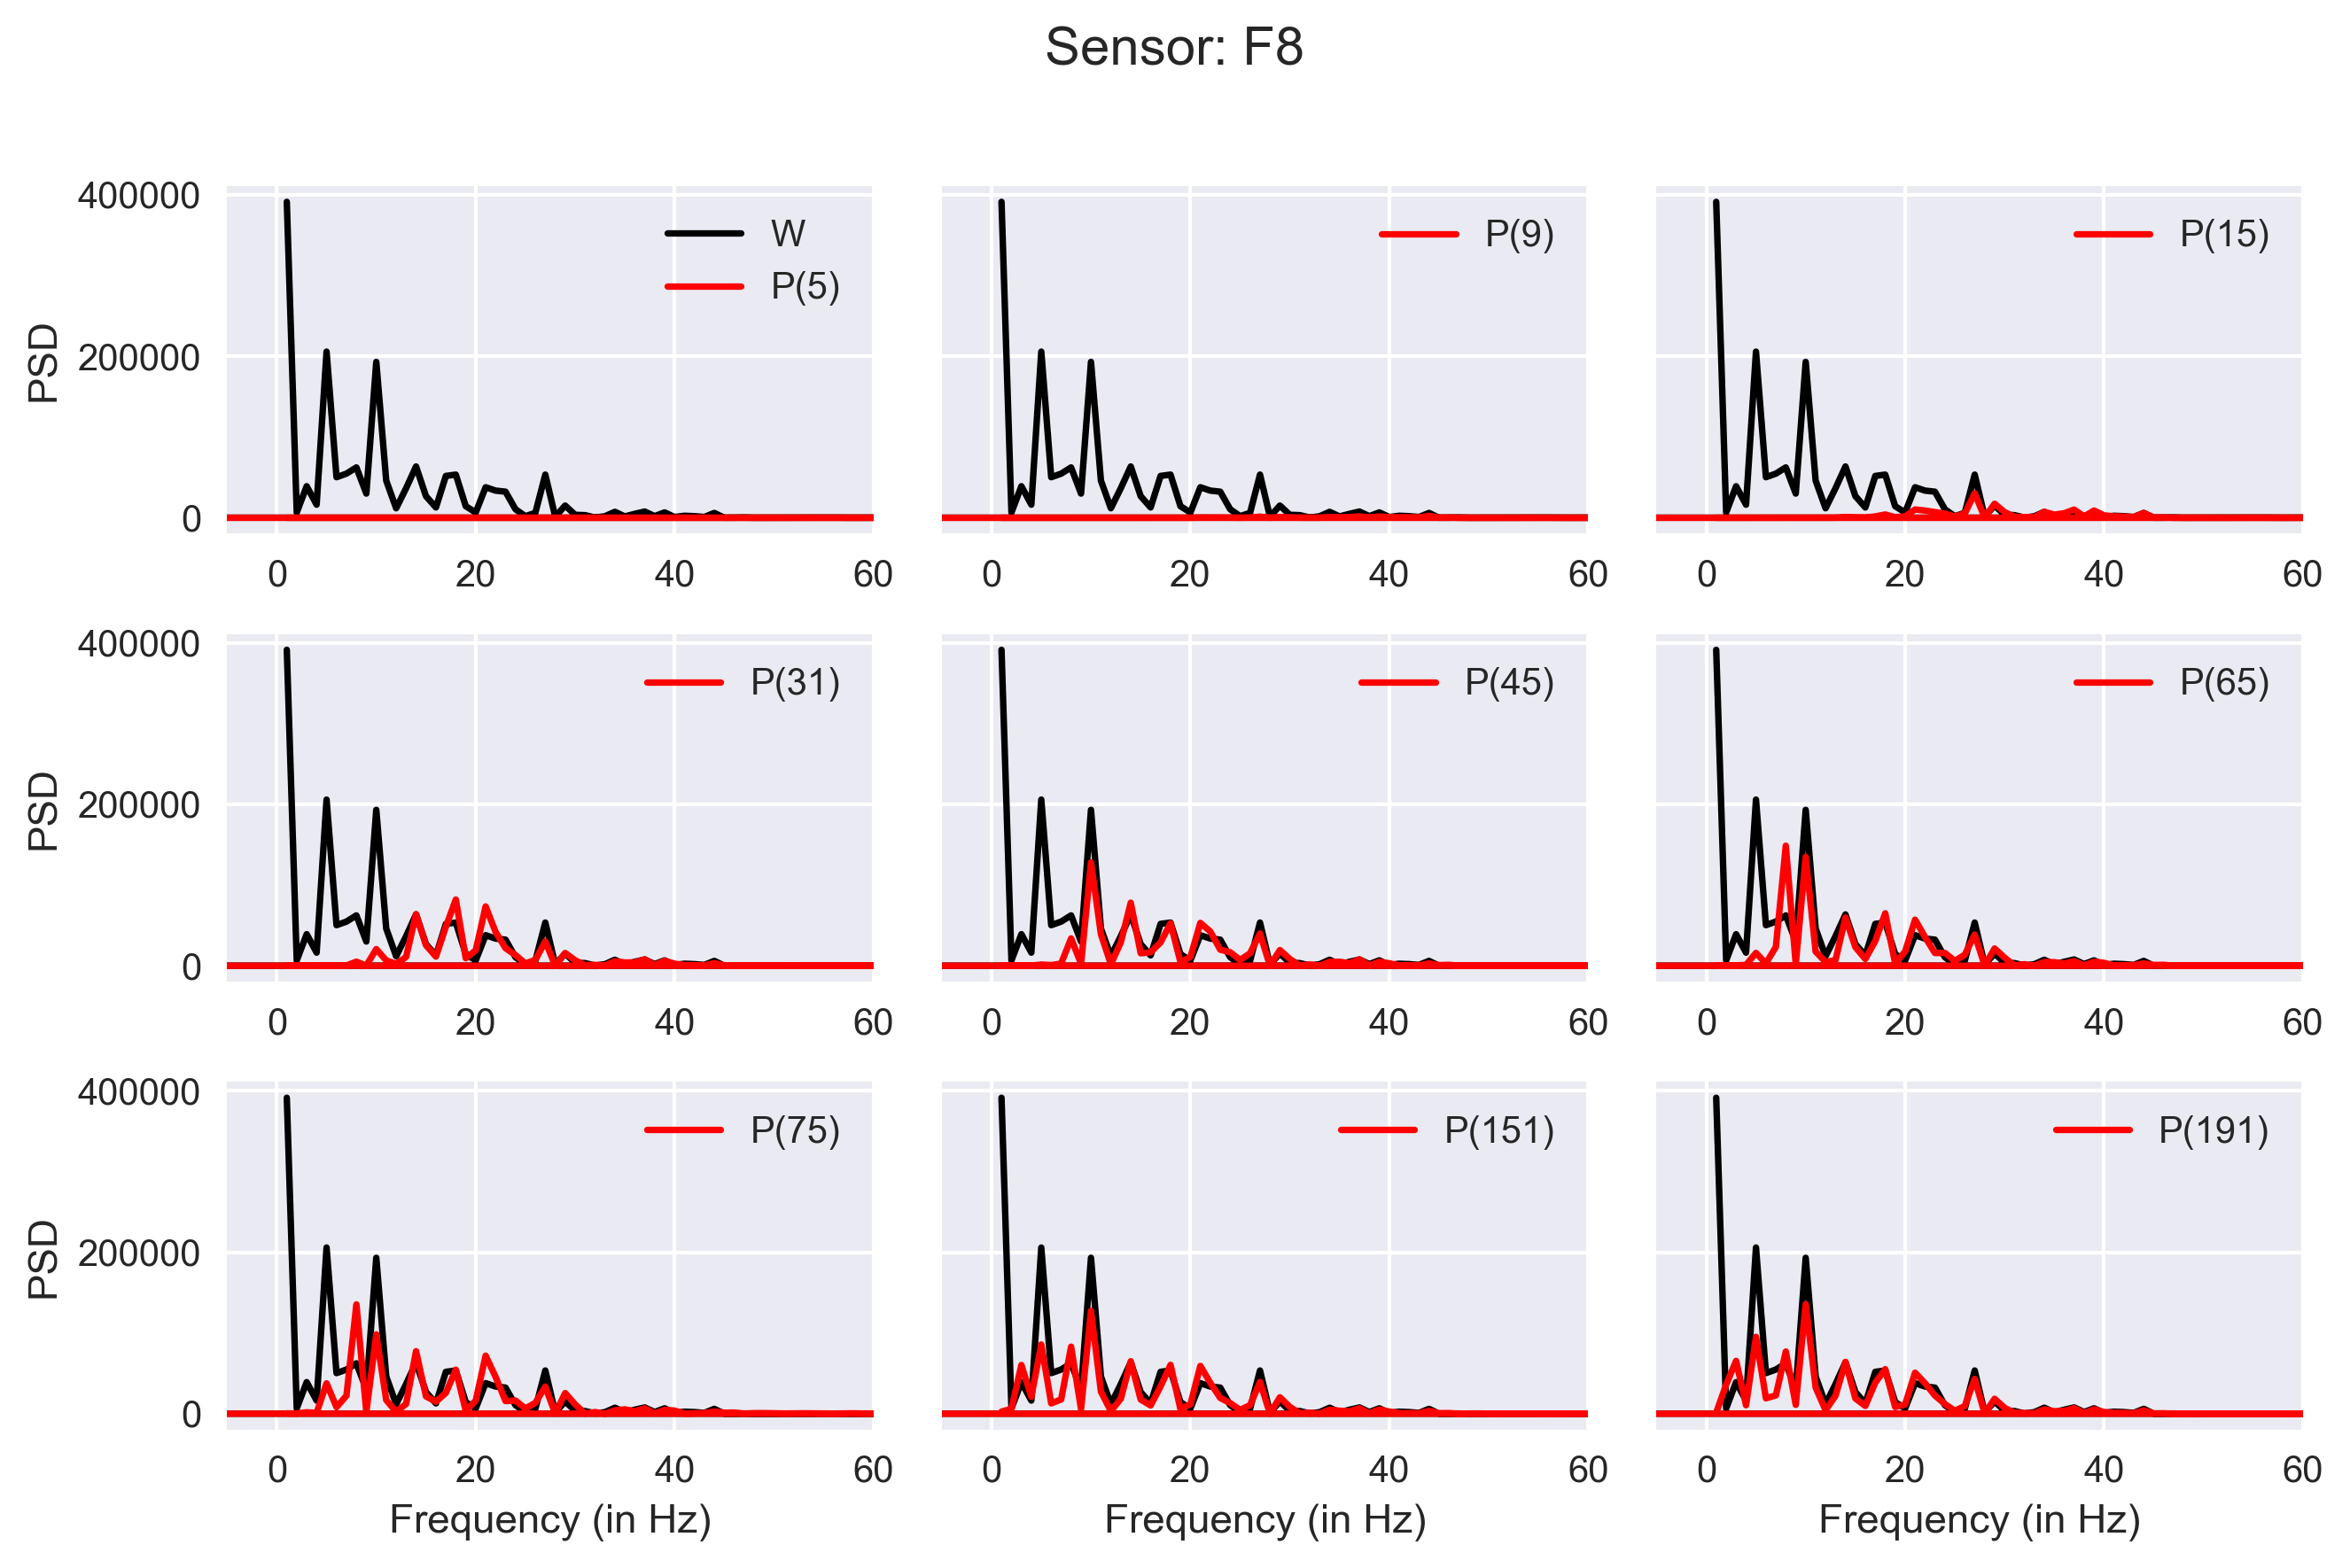 Sensor: F8
400000
200000
0
PSD
W
P(5)
0 20 40 60
P(9)
0 20 40 60
P(15)
0 20 40 60
400000
200000
0
PSD
P(31)
0 20 40 60
P(45)
0 20 40 60
P(65)
0 20 40 60
400000
200000
0
PSD
P(75)
0 20 40 60
Frequency (in Hz)
P(151)
0 20 40 60
Frequency (in Hz)
P(191)
0 20 40 60
Frequency (in Hz)